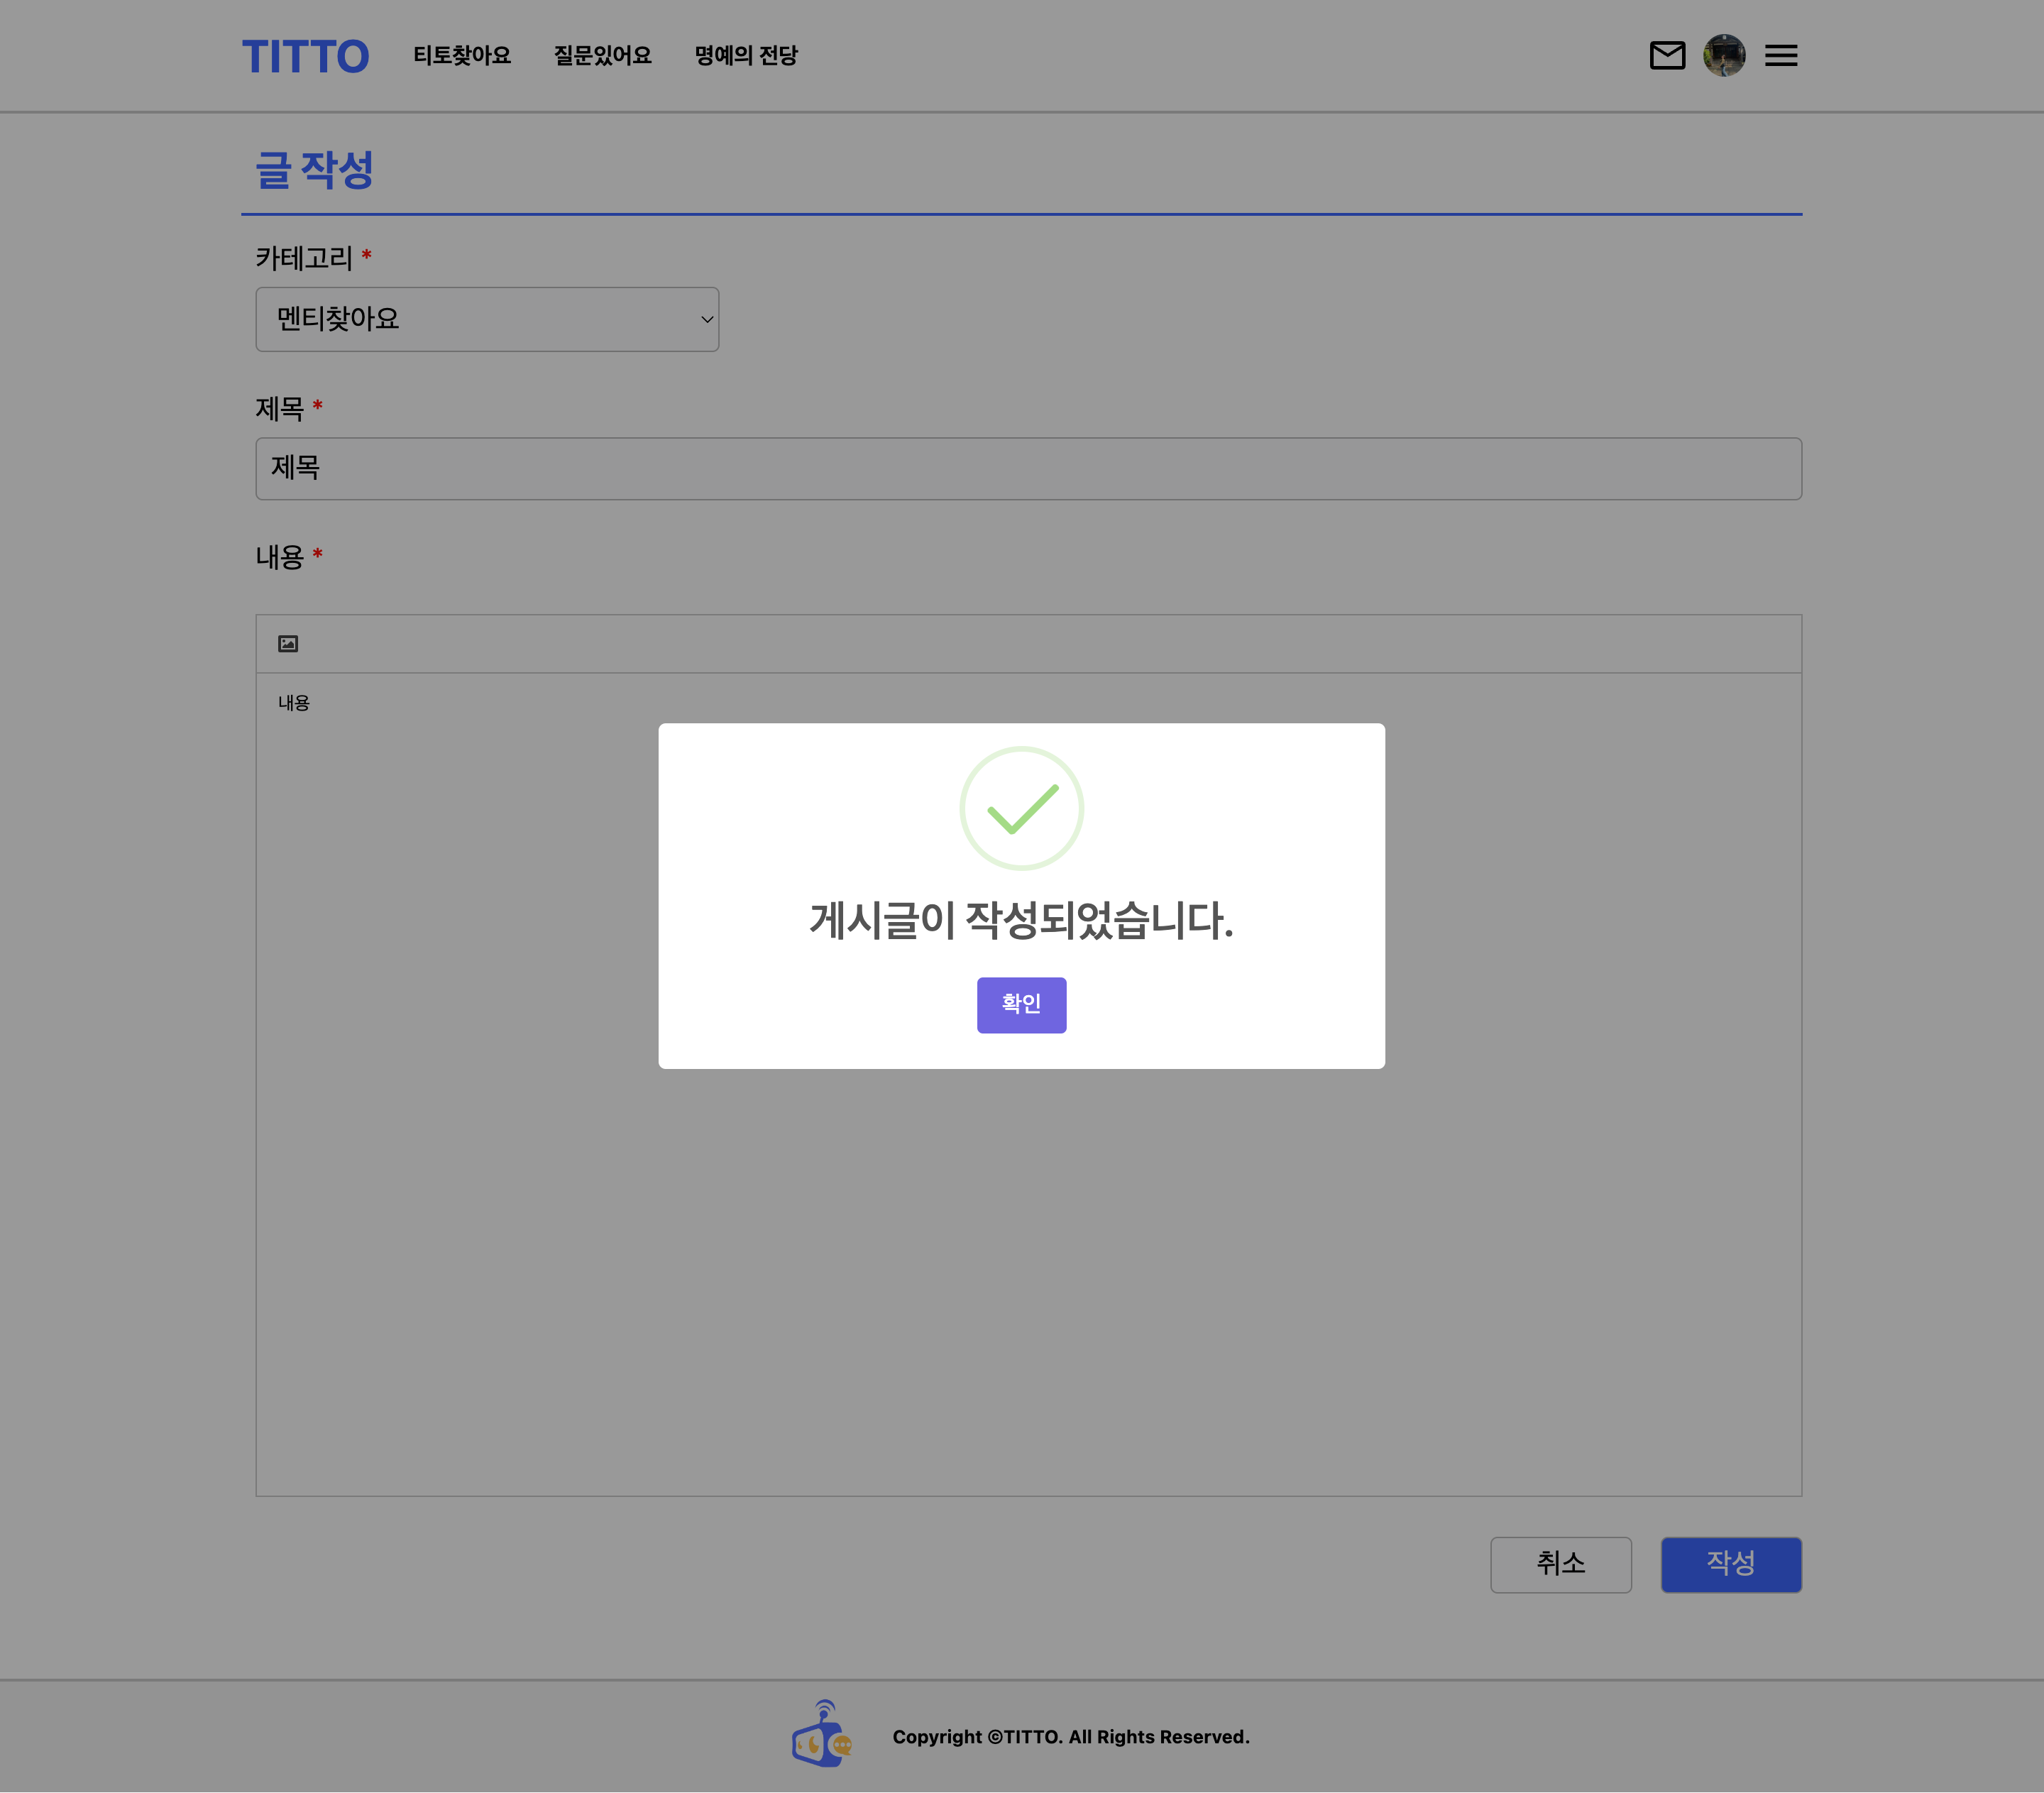 TITTO 티토찾아요 질문있어요 명예의 전당
글 작성
카테고리 *
멘티찾아요
제목 *
제목
내용 *
내용
게시글이 작성되었습니다.
확인
취소 작성
Copyright ©TITTO. All Rights Reserved.